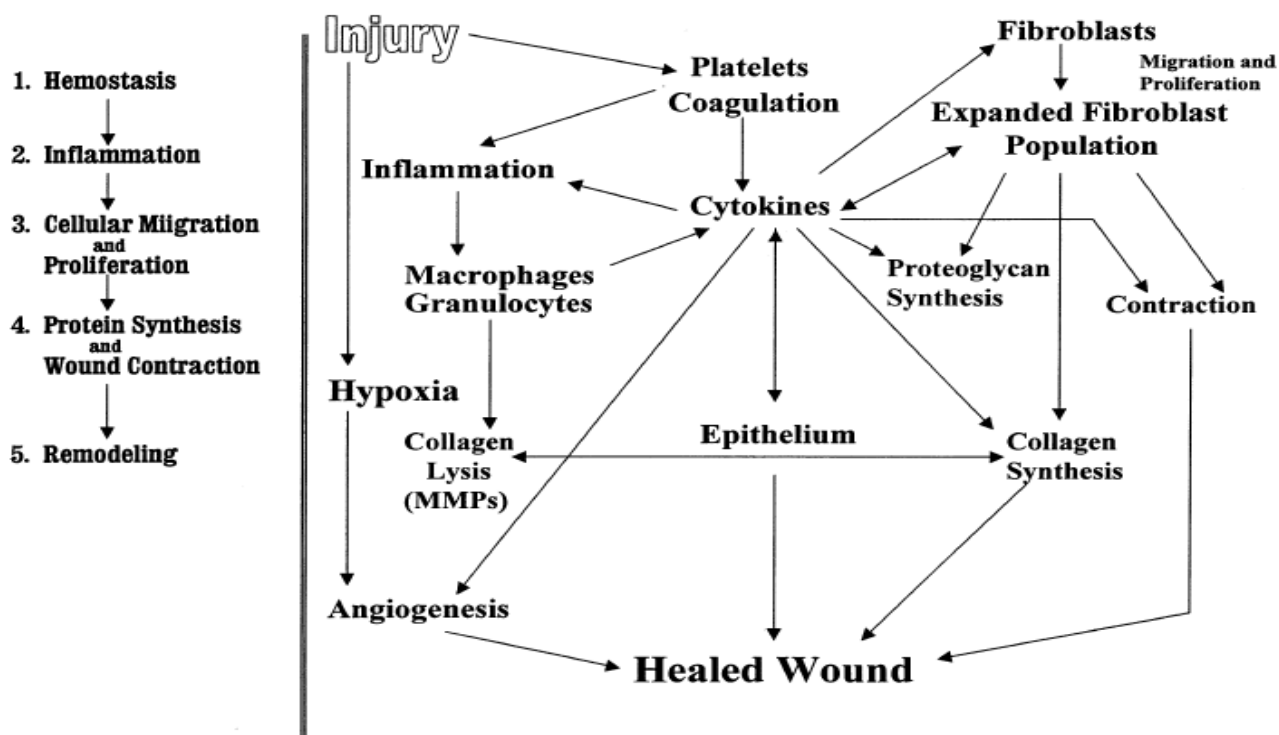 1. Hemostasis
2. Inflammation
3. Cellular Miigration
and
Proliferation
4. Protein Synthesis
and
Wound Contraction
5. Remodeling
Injury
Platelets
Coagulation
Fibroblasts
Migration and
Proliferation
Expanded Fibroblast
Population
Inflammation
Cytokines
Macrophages
Granulocytes
Proteoglycan
Synthesis
Contraction
Hypoxia
Collagen
Lysis
(MMPs)
Epithelium
Collagen
Synthesis
Angiogenesis
Healed Wound